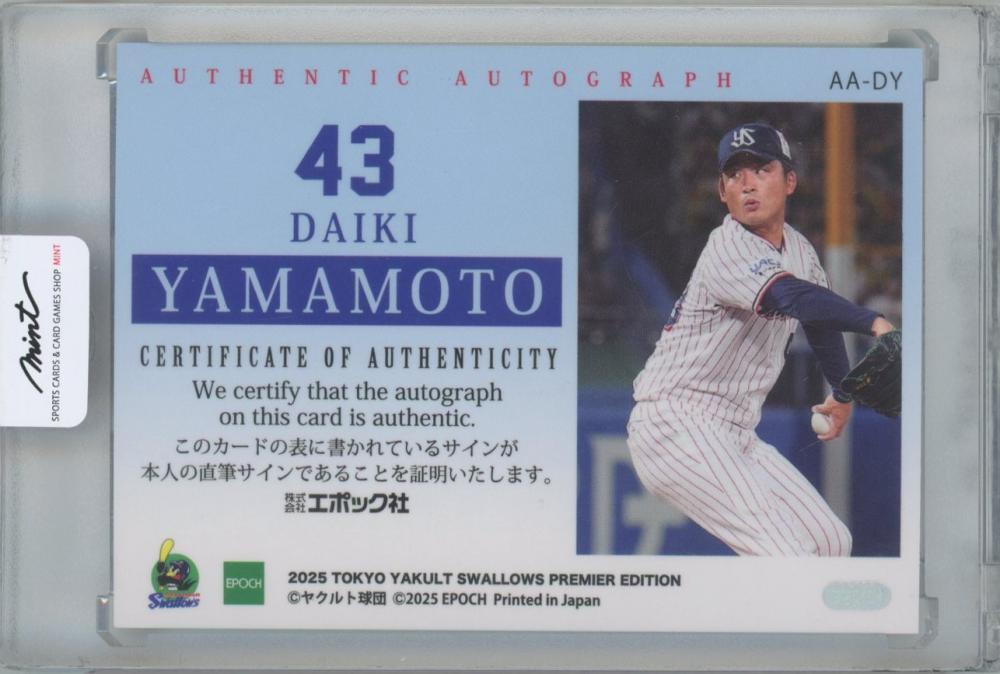 AUTHENTIC AUTOGRAPH
AA-DY
43
DAIKI
YAMAMOTO
CERTIFICATE OF AUTHENTICITY
We certify that the autograph
on this card is authentic.
このカードの表に書かれているサインが
本人の直筆サインであることを証明いたします。
株式会社エポック社
Swallows
EPOCH
2025 TOKYO YAKULT SWALLOWS PREMIER EDITION
©ヤクルト球団 ©2025 EPOCH Printed in Japan
mint
SPORTS CARDS & CARD GAMES SHOP MINT
YS